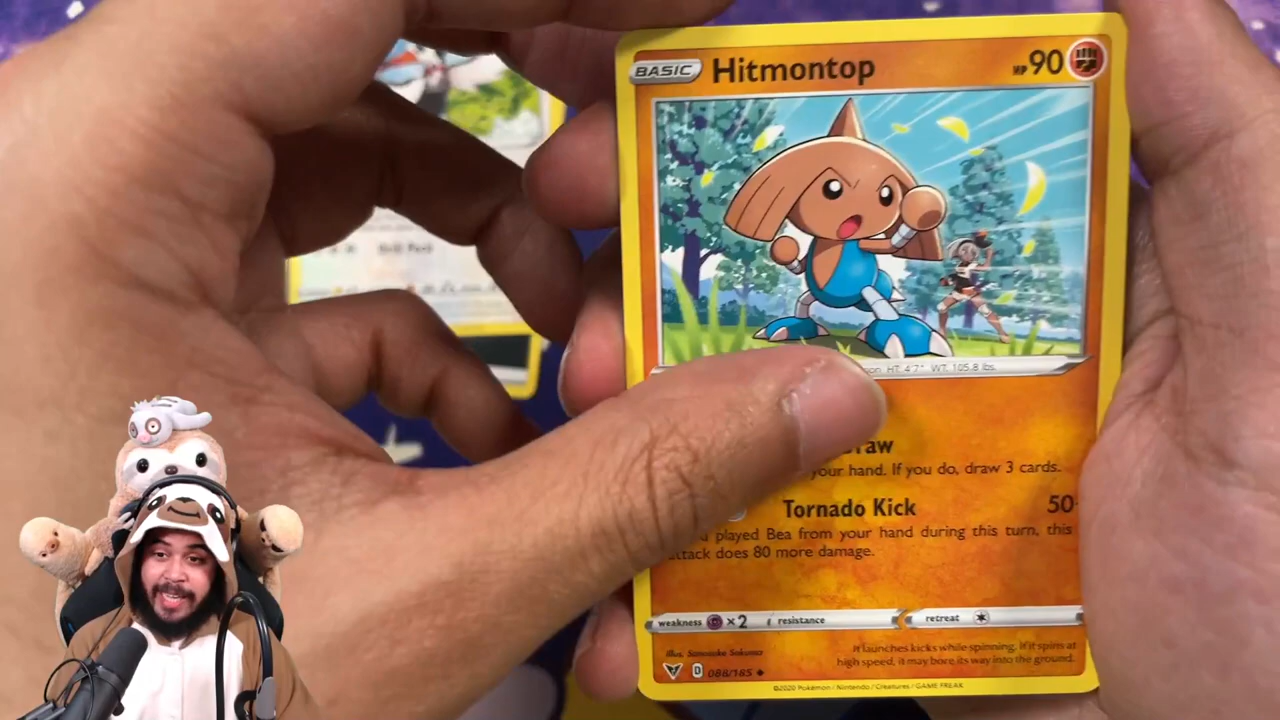 BASIC Hitmontop HP 90
HT. 4'7" WT. 105.8 lbs.
Draw
your hand. If you do, draw 3 cards.
Tornado Kick 50+
played Bea from your hand during this turn, this
attack does 80 more damage.
weakness ×2 resistance retreat
Illus. Sanosuke Sakuma
It launches kicks while spinning. If it spins at
high speed, it may bore its way into the ground.
D 088/185
©2020 Pokémon / Nintendo / Creatures / GAME FREAK